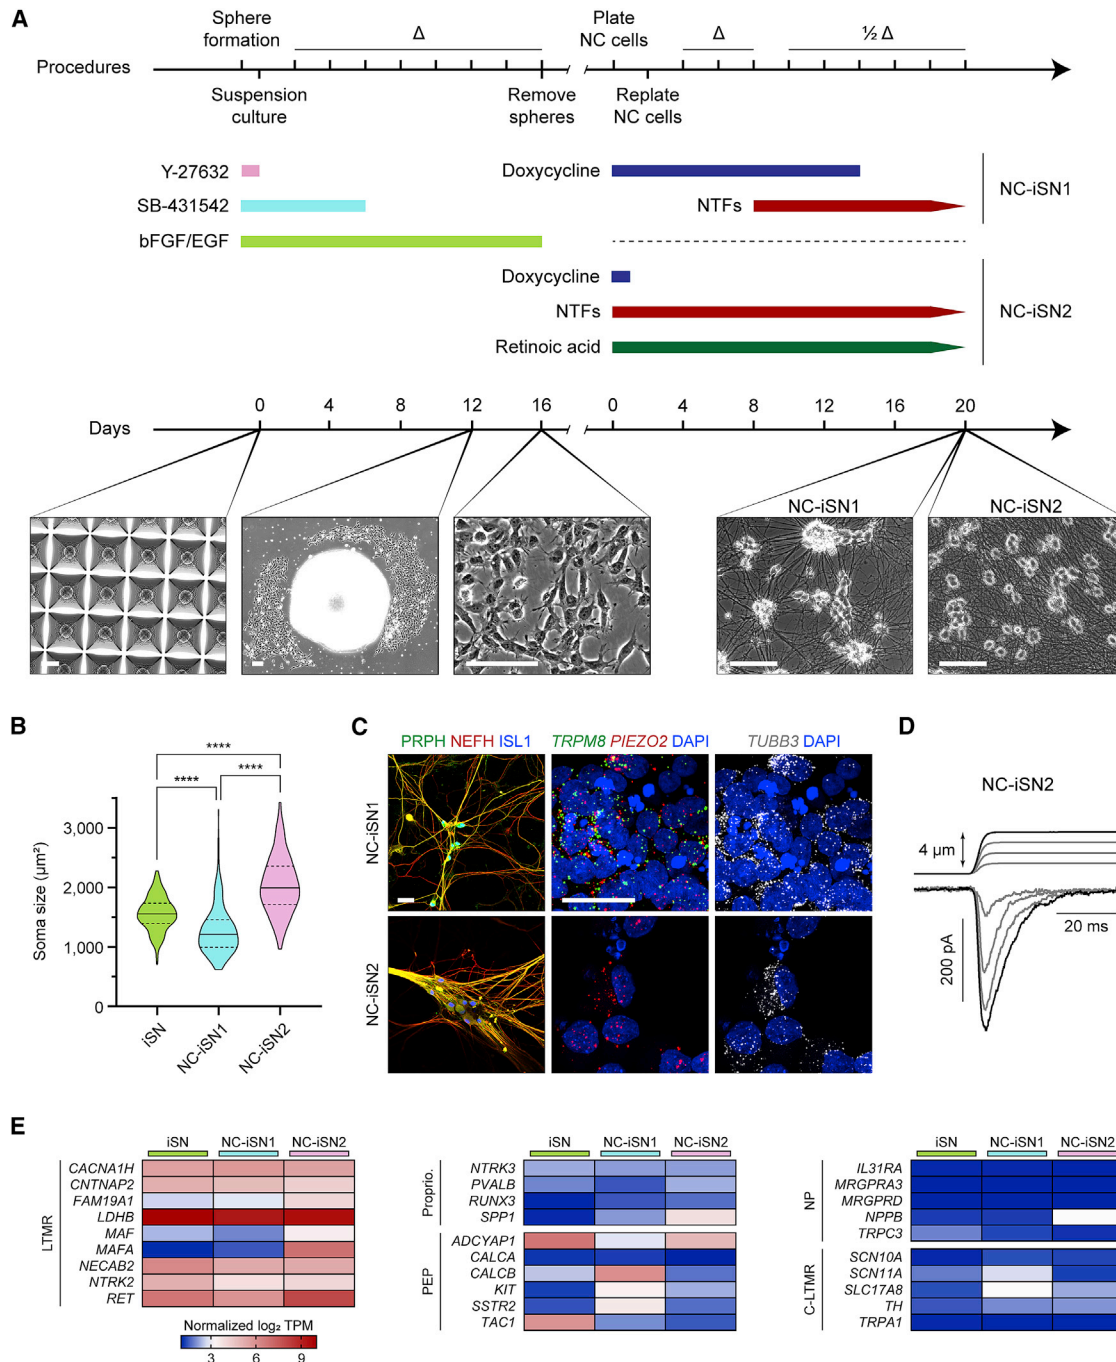 A
Sphere formation
Δ
Plate NC cells
Δ
½ Δ
Procedures
Suspension culture
Remove spheres
Replate NC cells
Y-27632
SB-431542
bFGF/EGF
Doxycycline
NTFs
NC-iSN1
Doxycycline
NTFs
Retinoic acid
NC-iSN2
Days
0 4 8 12 16 0 4 8 12 16 20
NC-iSN1 NC-iSN2
B
**** 
**** ****
Soma size (µm²)
3,000
2,000
1,000
0
iSN NC-iSN1 NC-iSN2
C
PRPH NEFH ISL1
TRPM8 PIEZO2 DAPI
TUBB3 DAPI
NC-iSN1
NC-iSN2
D
NC-iSN2
4 µm
20 ms
200 pA
E
iSN NC-iSN1 NC-iSN2
LTMR
CACNA1H
CNTNAP2
FAM19A1
LDHB
MAF
MAFA
NECAB2
NTRK2
RET
Normalized log₂ TPM
3 6 9
iSN NC-iSN1 NC-iSN2
Proprio.
NTRK3
PVALB
RUNX3
SPP1
PEP
ADCYAP1
CALCA
CALCB
KIT
SSTR2
TAC1
iSN NC-iSN1 NC-iSN2
NP
IL31RA
MRGPRA3
MRGPRD
NPPB
TRPC3
C-LTMR
SCN10A
SCN11A
SLC17A8
TH
TRPA1